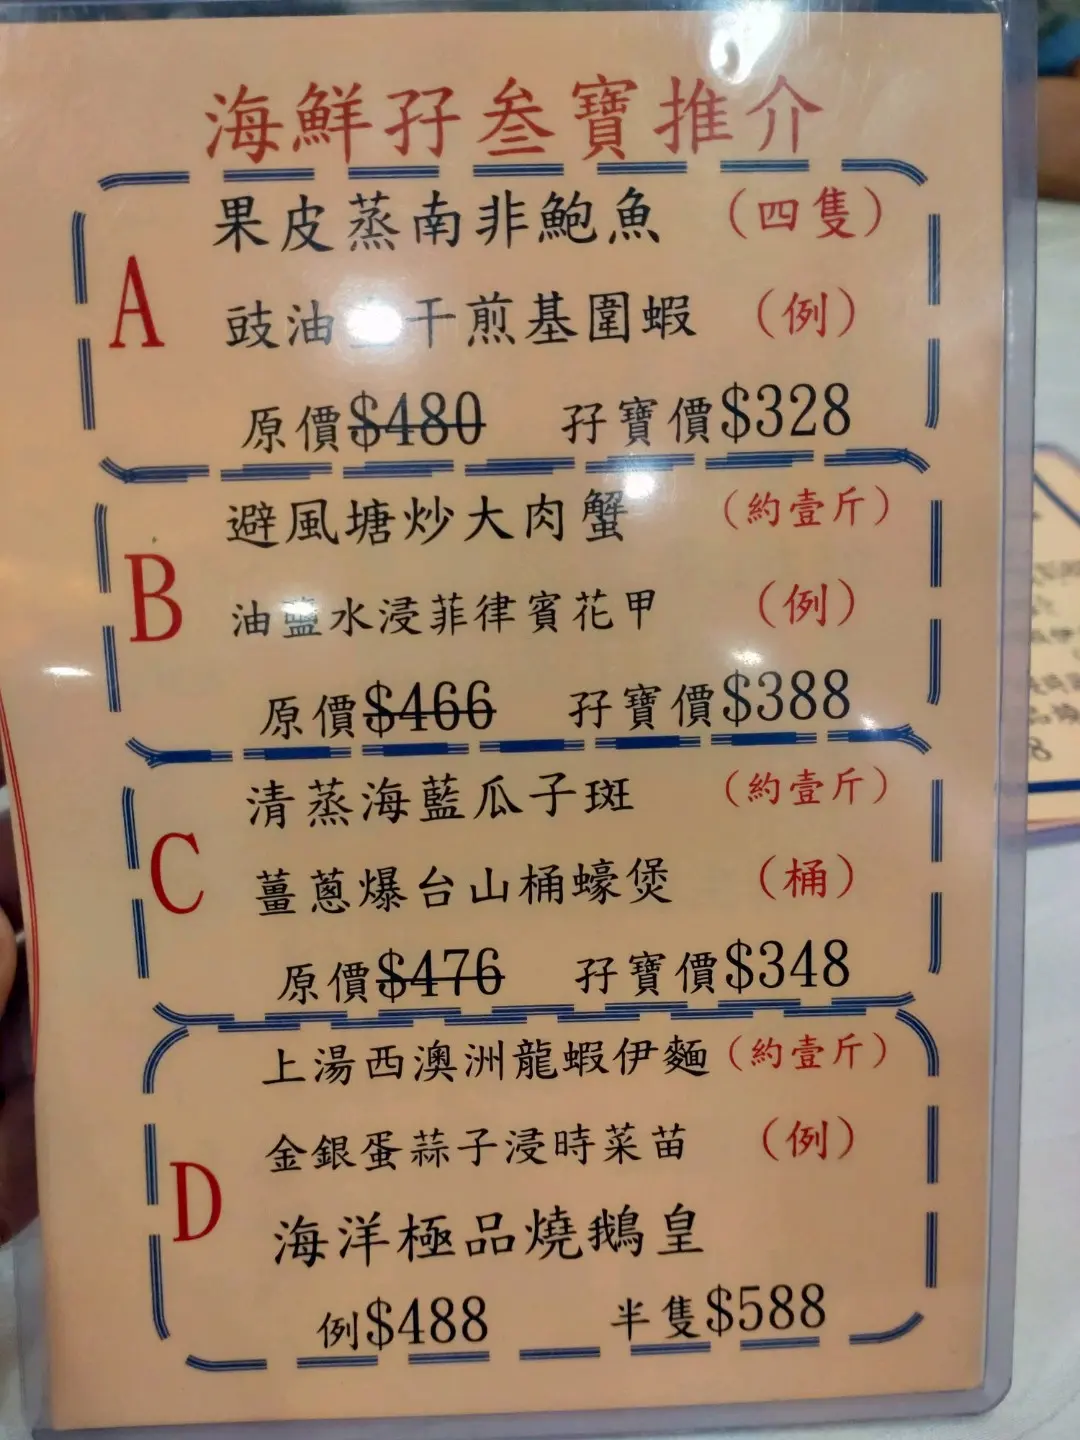 海鮮孖叁寶推介
A
果皮蒸南非鮑魚 （四隻）
豉油 干煎基圍蝦 （例）
原價$480 孖寶價$328
B
避風塘炒大肉蟹 （約壹斤）
油鹽水浸菲律賓花甲 （例）
原價$466 孖寶價$388
C
清蒸海藍瓜子斑 （約壹斤）
薑蔥爆台山桶蠔煲 （桶）
原價$476 孖寶價$348
D
上湯西澳洲龍蝦伊麵（約壹斤）
金銀蛋蒜子浸時菜苗 （例）
海洋極品燒鵝皇
例$488 半隻$588